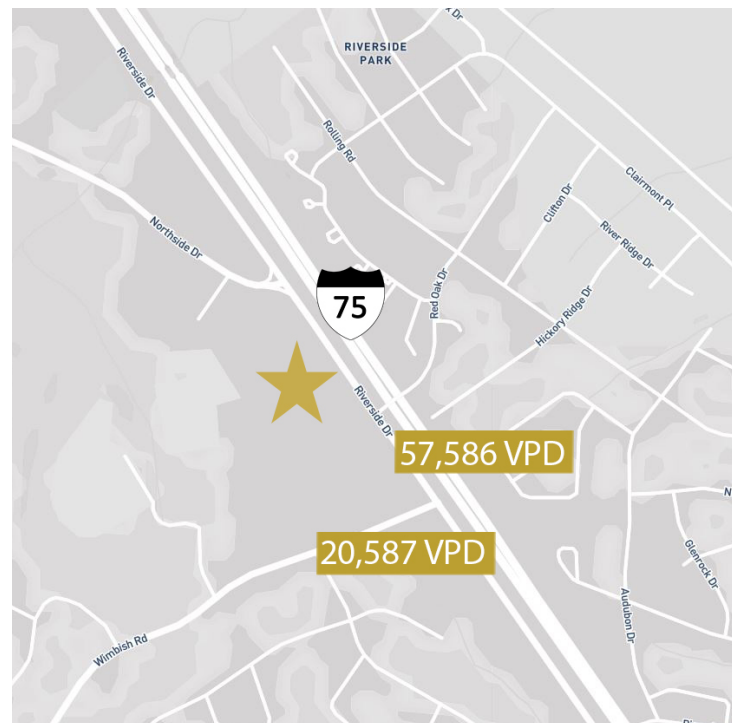 k Dr
RIVERSIDE
PARK
Riverside Dr
Rolling Rd
Clairmont Pl
Clifton Dr
Northside Dr
River Ridge Dr
Red Oak Dr
75
Hickory Ridge Dr
Riverside Dr
57,586 VPD
N
20,587 VPD
Glenrock Dr
Audubon Dr
Wimbish Rd